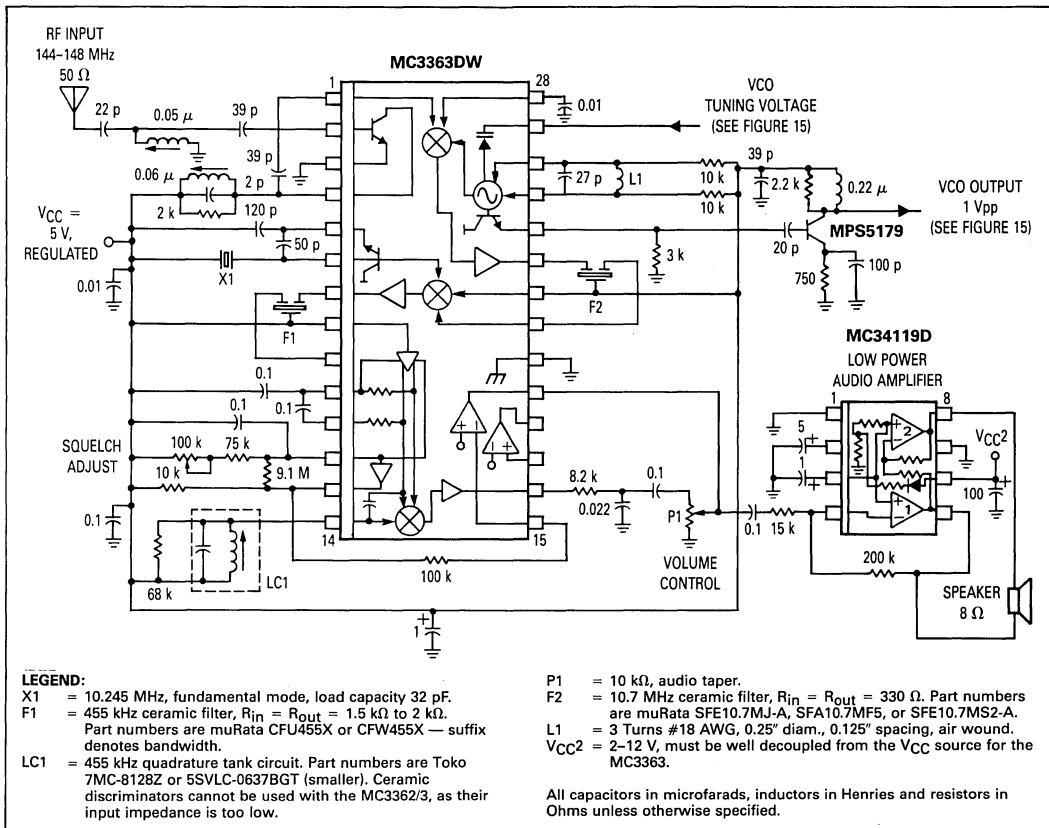 RF INPUT
144–148 MHz
50 Ω
22 p
0.05 µ
39 p
39 p
0.06 µ
2 p
2 k
VCC =
5 V,
REGULATED
120 p
50 p
X1
0.01
F1
0.1
0.1
0.1
SQUELCH
ADJUST
100 k
75 k
10 k
9.1 M
0.1
68 k
LC1
MC3363DW
1
28
14
15
100 k
1
+
0.01
VCO
TUNING VOLTAGE
(SEE FIGURE 15)
27 p
L1
10 k
10 k
39 p
2.2 k
0.22 µ
VCO OUTPUT
1 Vpp
(SEE FIGURE 15)
MPS5179
20 p
3 k
750
100 p
F2
8.2 k
0.022
0.1
P1
VOLUME
CONTROL
0.1
15 k
200 k
MC34119D
LOW POWER
AUDIO AMPLIFIER
1
8
5
1
2
1
VCC2
100
SPEAKER
8 Ω
LEGEND:
X1 = 10.245 MHz, fundamental mode, load capacity 32 pF.
F1 = 455 kHz ceramic filter, Rin = Rout = 1.5 kΩ to 2 kΩ.
Part numbers are muRata CFU455X or CFW455X — suffix
denotes bandwidth.
LC1 = 455 kHz quadrature tank circuit. Part numbers are Toko
7MC-8128Z or 5SVLC-0637BGT (smaller). Ceramic
discriminators cannot be used with the MC3362/3, as their
input impedance is too low.
P1 = 10 kΩ, audio taper.
F2 = 10.7 MHz ceramic filter, Rin = Rout = 330 Ω. Part numbers
are muRata SFE10.7MJ-A, SFA10.7MF5, or SFE10.7MS2-A.
L1 = 3 Turns #18 AWG, 0.25″ diam., 0.125″ spacing, air wound.
VCC2 = 2–12 V, must be well decoupled from the VCC source for the
MC3363.
All capacitors in microfarads, inductors in Henries and resistors in
Ohms unless otherwise specified.